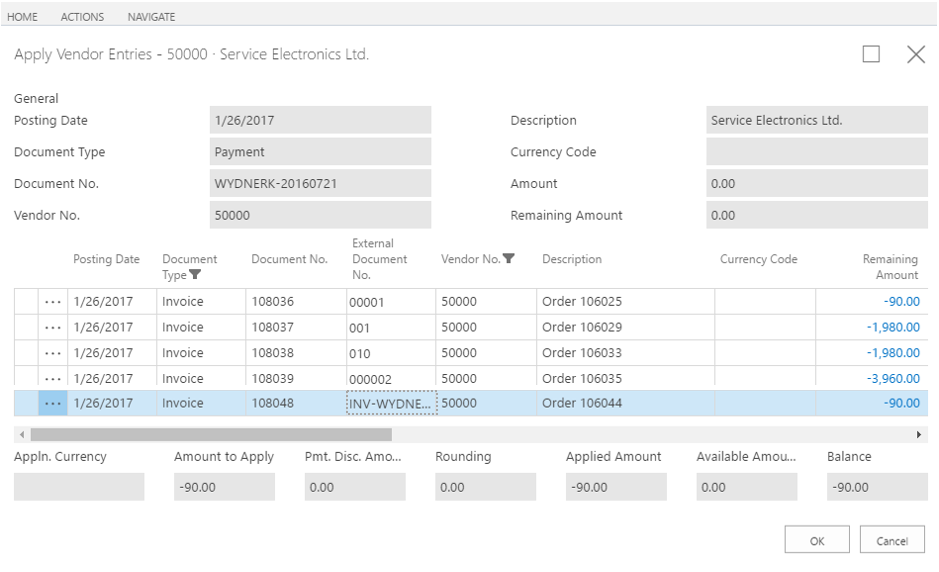 HOME ACTIONS NAVIGATE
Apply Vendor Entries - 50000 · Service Electronics Ltd.
General
Posting Date 1/26/2017 Description Service Electronics Ltd.
Document Type Payment Currency Code
Document No. WYDNERK-20160721 Amount 0.00
Vendor No. 50000 Remaining Amount 0.00
Posting Date Document Type Document No. External Document No. Vendor No. Description Currency Code Remaining Amount
... 1/26/2017 Invoice 108036 00001 50000 Order 106025 -90.00
... 1/26/2017 Invoice 108037 001 50000 Order 106029 -1,980.00
... 1/26/2017 Invoice 108038 010 50000 Order 106033 -1,980.00
... 1/26/2017 Invoice 108039 000002 50000 Order 106035 -3,960.00
... 1/26/2017 Invoice 108048 INV-WYDNE... 50000 Order 106044 -90.00
Appln. Currency Amount to Apply Pmt. Disc. Amo... Rounding Applied Amount Available Amou... Balance
-90.00 0.00 0.00 -90.00 0.00 -90.00
OK Cancel